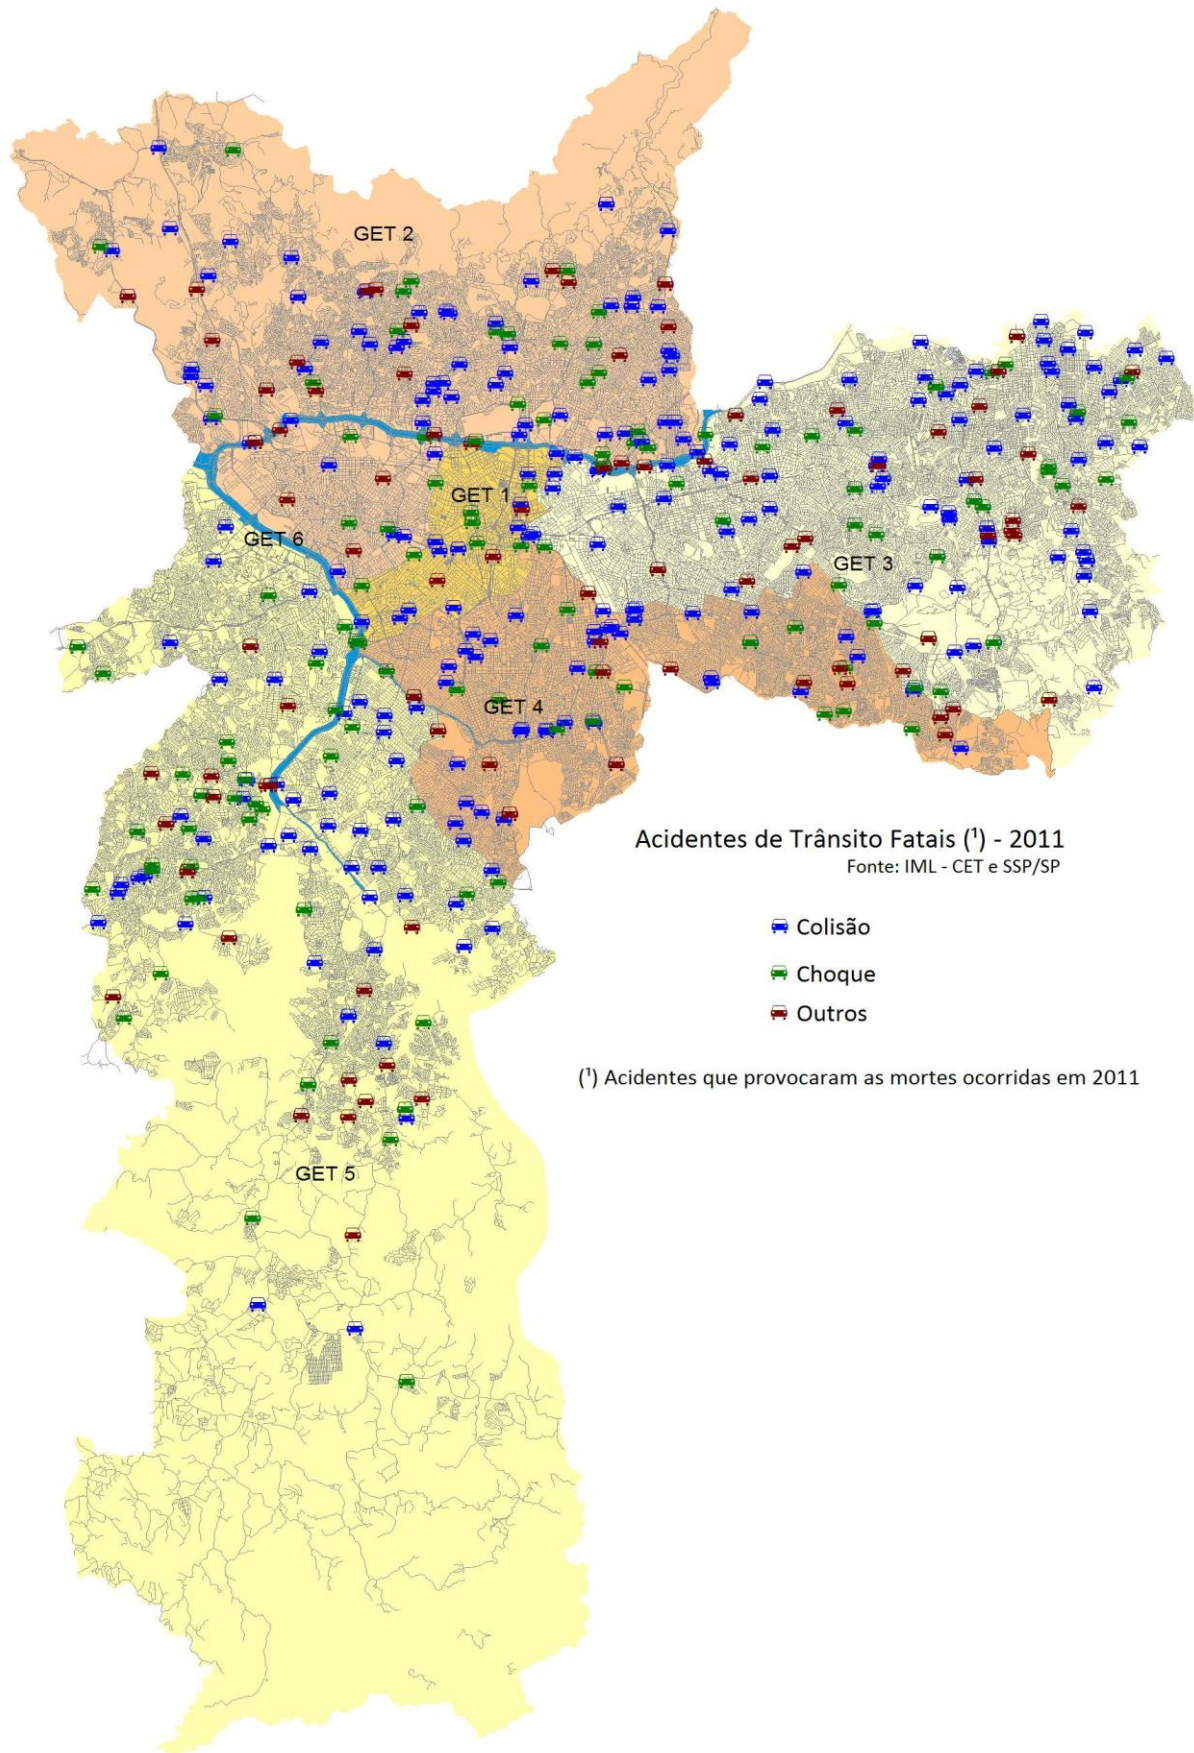 GET 2
GET 1
GET 6
GET 3
GET 4
Acidentes de Trânsito Fatais (¹) - 2011
Fonte: IML - CET e SSP/SP
Colisão
Choque
Outros
(¹) Acidentes que provocaram as mortes ocorridas em 2011
GET 5